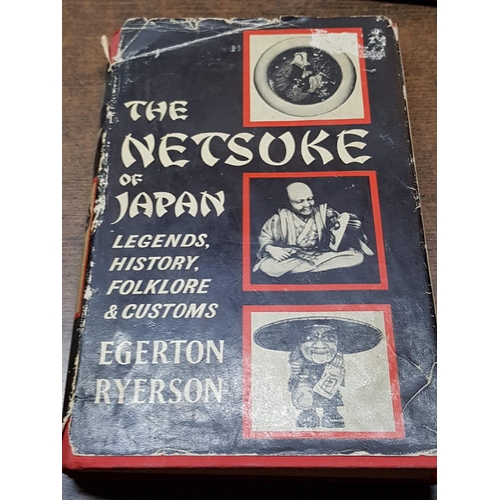 THE
NETSUKE
OF
JAPAN
LEGENDS,
HISTORY,
FOLKLORE
& CUSTOMS
EGERTON
RYERSON